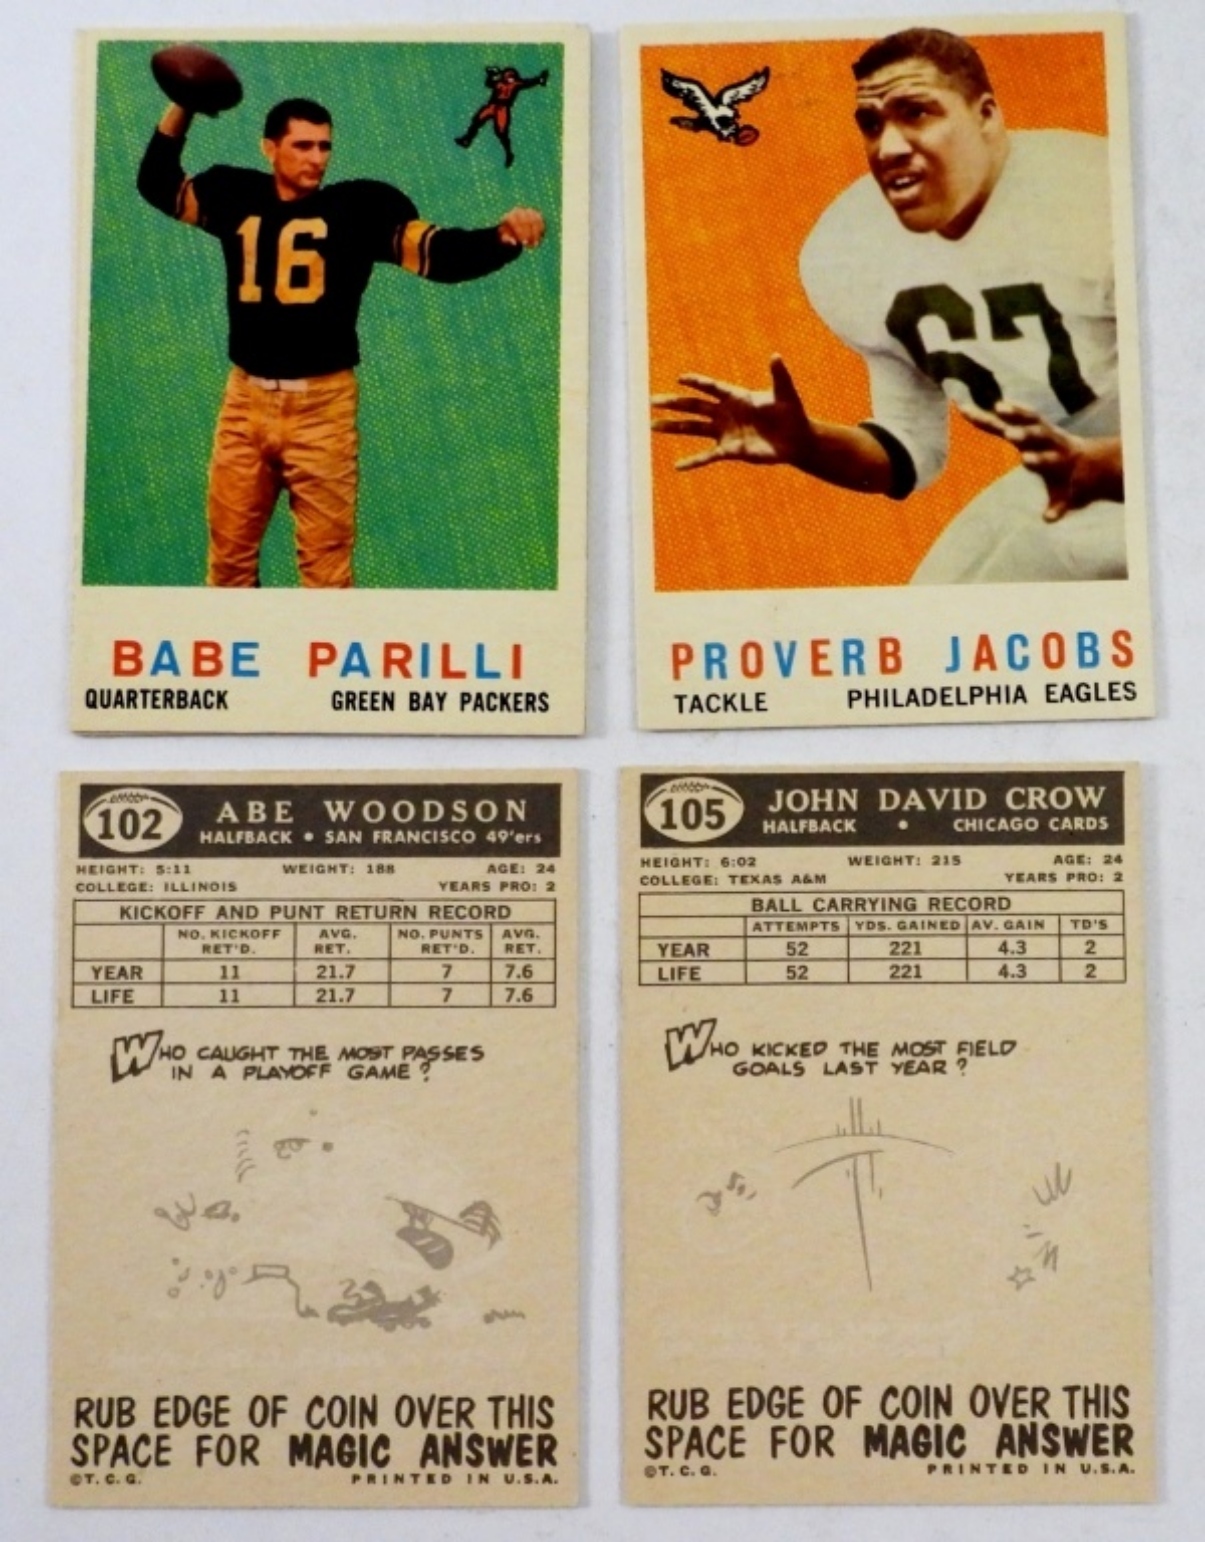 16
BABE PARILLI
QUARTERBACK GREEN BAY PACKERS
67
PROVERB JACOBS
TACKLE PHILADELPHIA EAGLES
102 ABE WOODSON
HALFBACK • SAN FRANCISCO 49'ers
HEIGHT: 5:11 WEIGHT: 188 AGE: 24
COLLEGE: ILLINOIS YEARS PRO: 2
KICKOFF AND PUNT RETURN RECORD
NO. KICKOFF RET'D. AVG. RET. NO. PUNTS RET'D. AVG. RET.
YEAR 11 21.7 7 7.6
LIFE 11 21.7 7 7.6
WHO CAUGHT THE MOST PASSES
IN A PLAYOFF GAME?
RUB EDGE OF COIN OVER THIS
SPACE FOR MAGIC ANSWER
©T.C.G. PRINTED IN U.S.A.
105 JOHN DAVID CROW
HALFBACK • CHICAGO CARDS
HEIGHT: 6:02 WEIGHT: 215 AGE: 24
COLLEGE: TEXAS A&M YEARS PRO: 2
BALL CARRYING RECORD
ATTEMPTS YDS. GAINED AV. GAIN TD'S
YEAR 52 221 4.3 2
LIFE 52 221 4.3 2
WHO KICKED THE MOST FIELD
GOALS LAST YEAR?
RUB EDGE OF COIN OVER THIS
SPACE FOR MAGIC ANSWER
©T.C.G. PRINTED IN U.S.A.